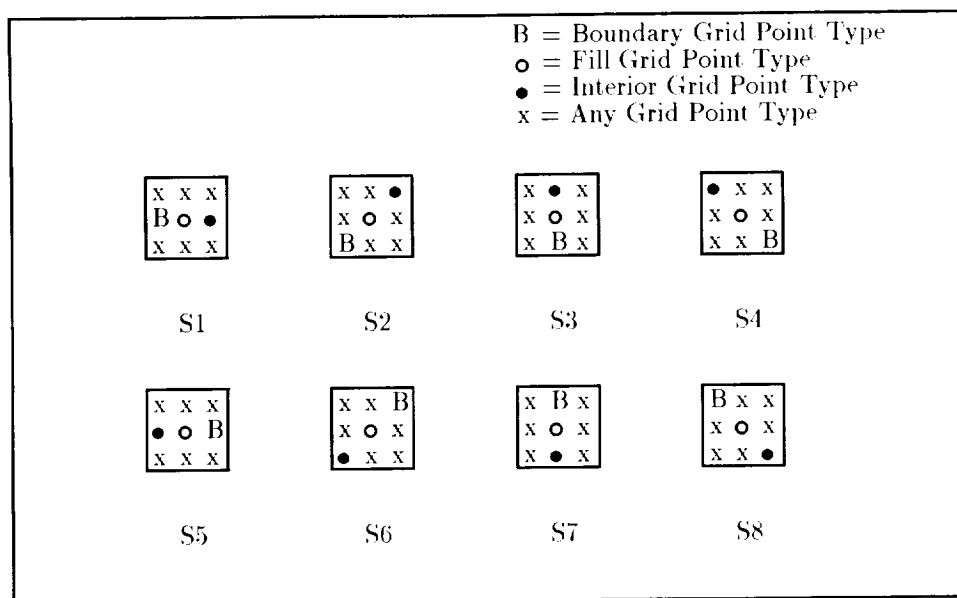 B = Boundary Grid Point Type
o = Fill Grid Point Type
● = Interior Grid Point Type
x = Any Grid Point Type
x x x
B o ●
x x x
x x ●
x o x
B x x
x ● x
x o x
x B x
● x x
x o x
x x B
S1 S2 S3 S4
x x x
● o B
x x x
x x B
x o x
● x x
x B x
x o x
x ● x
B x x
x o x
x x ●
S5 S6 S7 S8